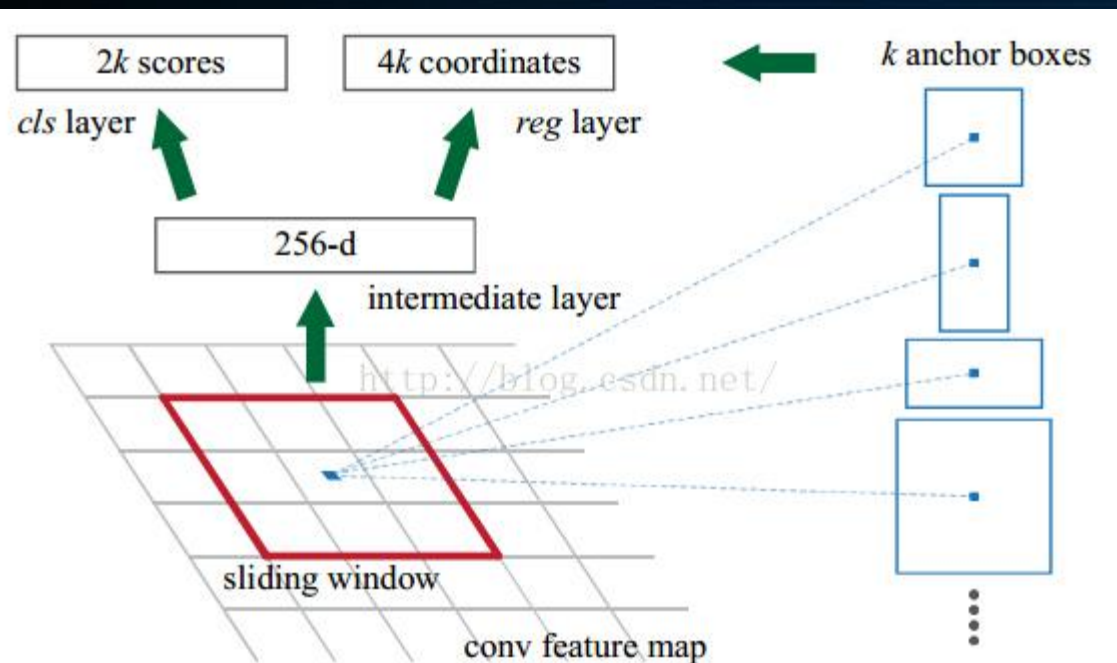 2k scores
4k coordinates
k anchor boxes
cls layer
reg layer
256-d
intermediate layer
http://blog.csdn.net/
sliding window
conv feature map